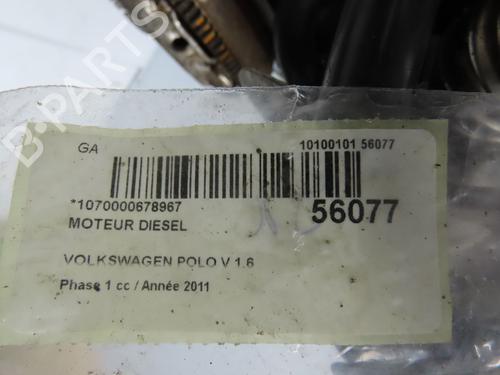 GA
10100101 56077
*1070000678967
56077
MOTEUR DIESEL
VOLKSWAGEN POLO V 1.6
Phase 1 cc / Année 2011
B-PARTS